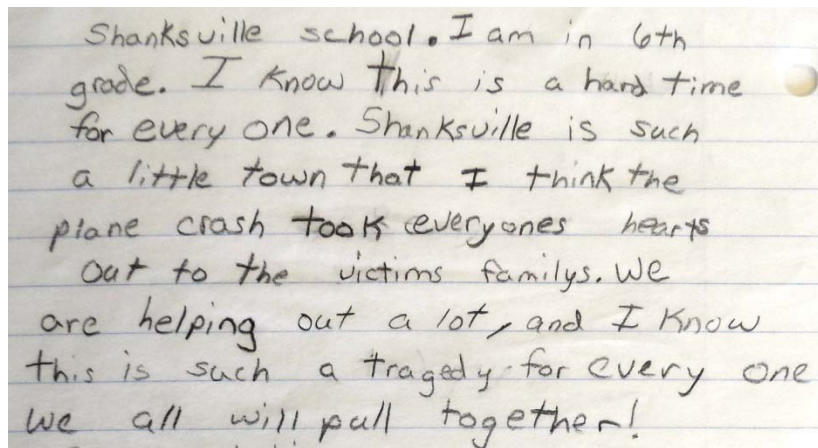 Shanksville school. I am in 6th
grade. I know this is a hard time
for every one. Shanksville is such
a little town that I think the
plane crash took everyones hearts
out to the victims familys. We
are helping out a lot, and I know
this is such a tragedy for every one
we all will pull together!